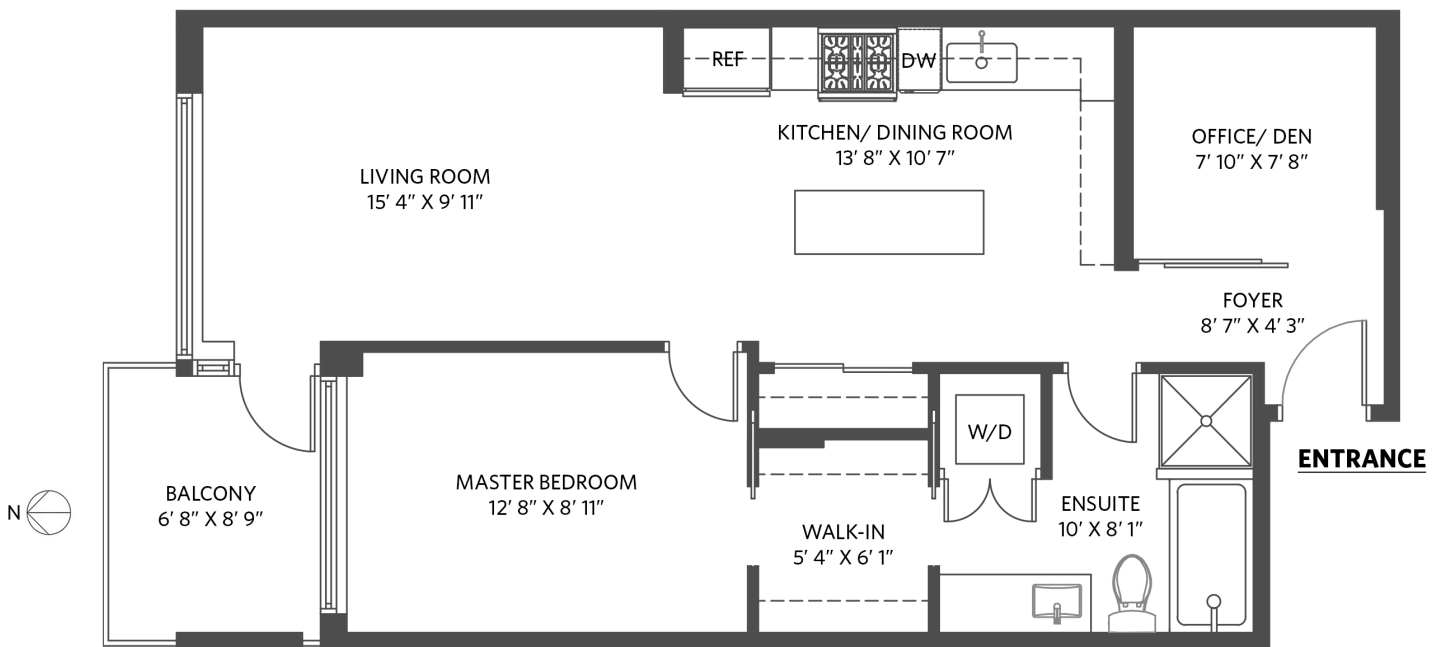 REF
DW
KITCHEN/ DINING ROOM
13' 8" X 10' 7"
OFFICE/ DEN
7' 10" X 7' 8"
LIVING ROOM
15' 4" X 9' 11"
FOYER
8' 7" X 4' 3"
W/D
ENTRANCE
MASTER BEDROOM
12' 8" X 8' 11"
BALCONY
6' 8" X 8' 9"
N
ENSUITE
10' X 8' 1"
WALK-IN
5' 4" X 6' 1"